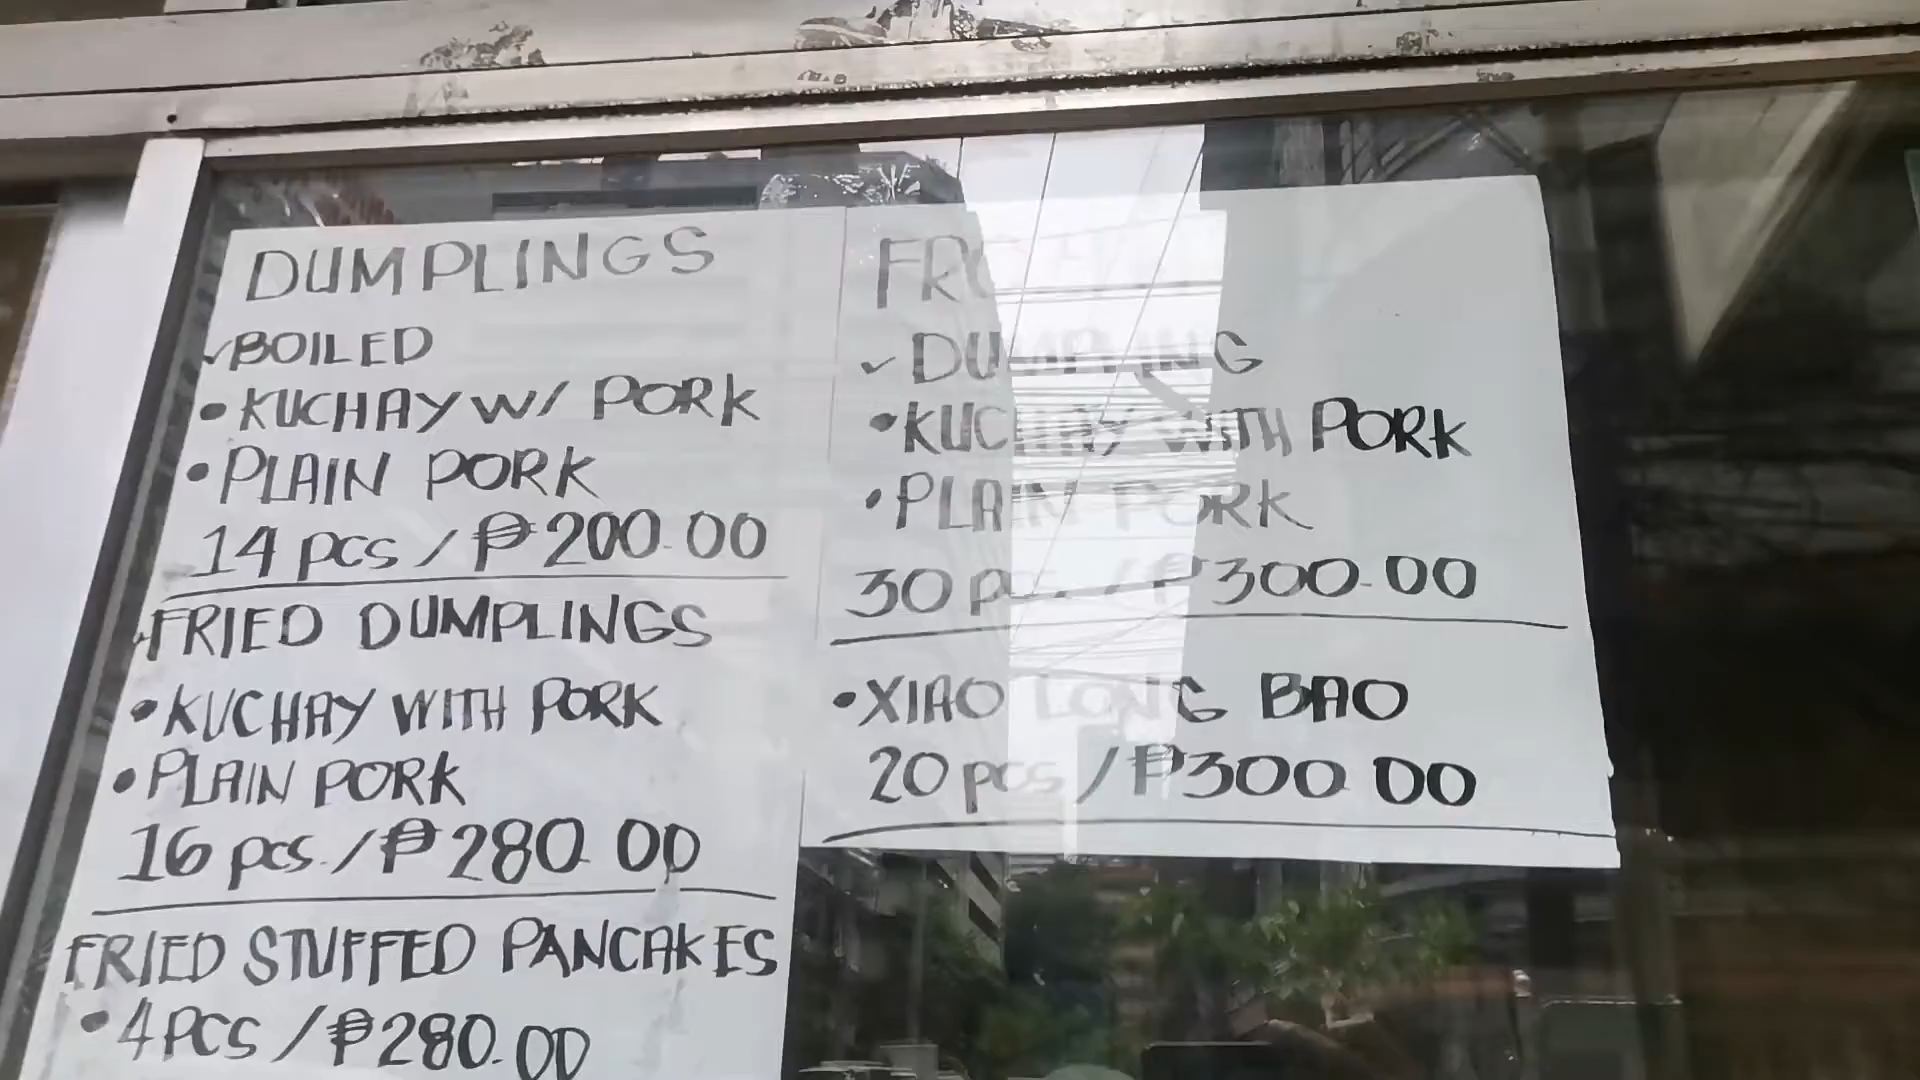 DUMPLINGS
✓BOILED
•KUCHAY W/ PORK
•PLAIN PORK
14 pcs / ₱200.00
FRIED DUMPLINGS
•KUCHAY WITH PORK
•PLAIN PORK
16 pcs. / ₱280.00
FRIED STUFFED PANCAKES
•4PCS / ₱280.00
✓DUMPLING
•KUCHAY WITH PORK
•PLAIN PORK
30 pcs. / ₱300.00
•XIAO LONG BAO
20 pcs / ₱300.00